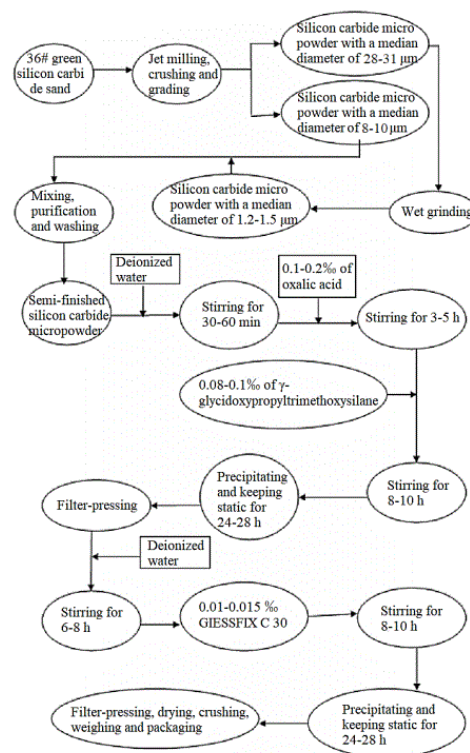 36# green
silicon carbi
de sand
Jet milling,
crushing and
grading
Silicon carbide micro
powder with a median
diameter of 28-31 μm
Silicon carbide micro
powder with a median
diameter of 8-10 μm
Mixing,
purification
and washing
Silicon carbide micro
powder with a median
diameter of 1.2-1.5 μm
Wet grinding
Deionized
water
0.1-0.2‰ of
oxalic acid
Semi-finished
silicon carbide
micropowder
Stirring for
30-60 min
Stirring for 3-5 h
0.08-0.1‰ of γ-
glycidoxypropyltrimethoxysilane
Filter-pressing
Precipitating
and keeping
static for
24-28 h
Stirring for
8-10 h
Deionized
water
Stirring for
6-8 h
0.01-0.015 ‰
GIESSFIX C 30
Stirring for
8-10 h
Filter-pressing, drying, crushing,
weighing and packaging
Precipitating and
keeping static for
24-28 h